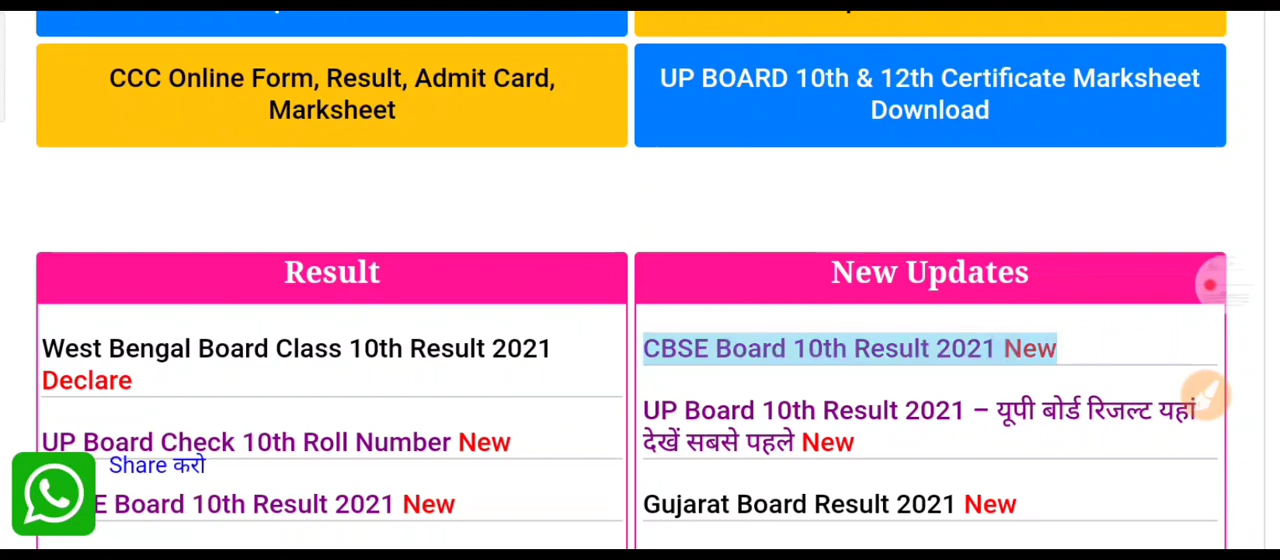 CCC Online Form, Result, Admit Card,
Marksheet
UP BOARD 10th & 12th Certificate Marksheet
Download
Result
West Bengal Board Class 10th Result 2021
Declare
UP Board Check 10th Roll Number New
Share करो
E Board 10th Result 2021 New
New Updates
CBSE Board 10th Result 2021 New
UP Board 10th Result 2021 – यूपी बोर्ड रिजल्ट यहां
देखें सबसे पहले New
Gujarat Board Result 2021 New